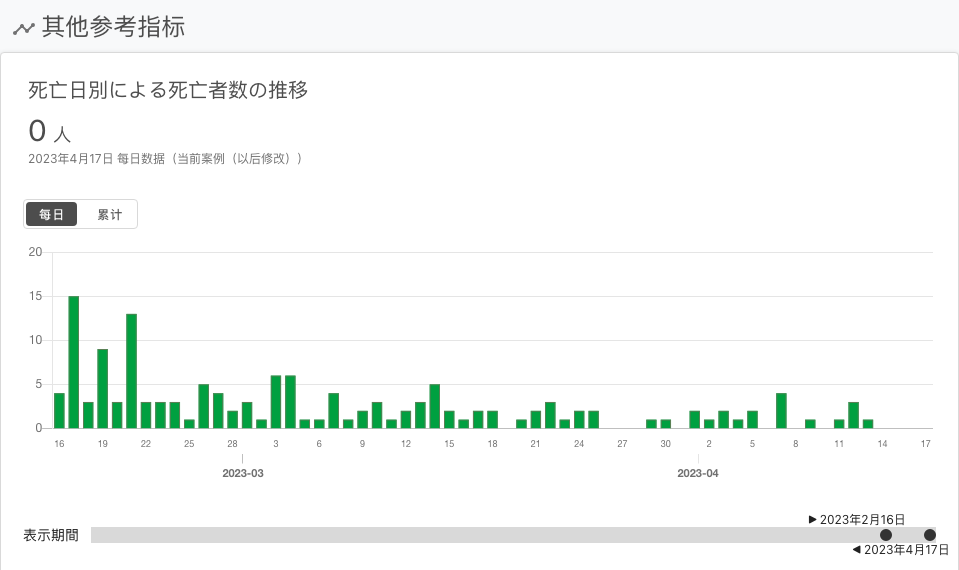 其他参考指标
死亡日別による死亡者数の推移
0 人
2023年4月17日 每日数据（当前案例（以后修改））
每日 累计
20
15
10
5
0
16 19 22 25 28 3 6 9 12 15 18 21 24 27 30 2 5 8 11 14 17
2023-03 2023-04
2023年2月16日
表示期間
2023年4月17日